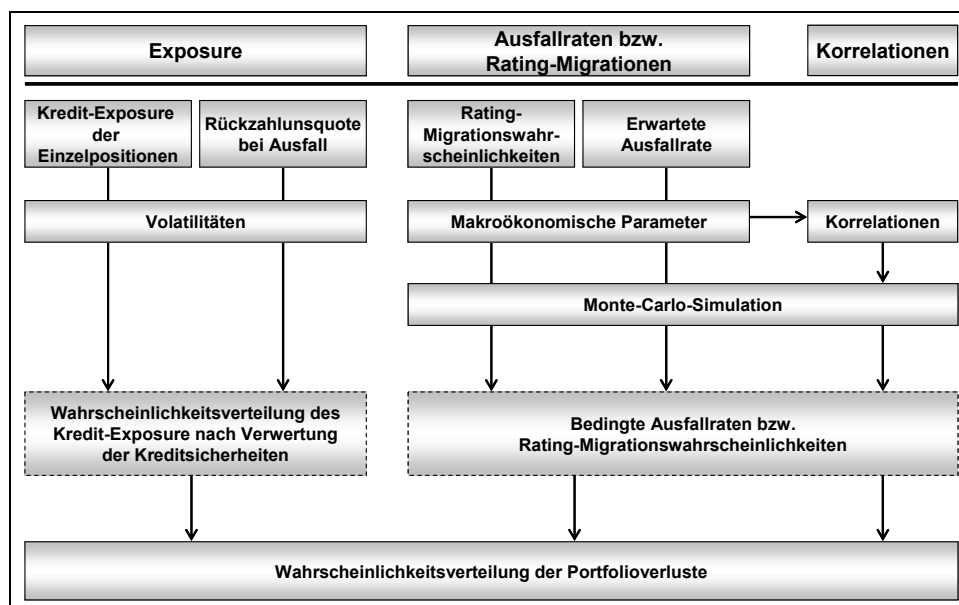 Exposure
Ausfallraten bzw.
Rating-Migrationen
Korrelationen
Kredit-Exposure
der
Einzelpositionen
Rückzahlunsquote
bei Ausfall
Rating-
Migrationswahr-
scheinlichkeiten
Erwartete
Ausfallrate
Volatilitäten
Makroökonomische Parameter
Korrelationen
Monte-Carlo-Simulation
Wahrscheinlichkeitsverteilung des
Kredit-Exposure nach Verwertung
der Kreditsicherheiten
Bedingte Ausfallraten bzw.
Rating-Migrationswahrscheinlichkeiten
Wahrscheinlichkeitsverteilung der Portfolioverluste